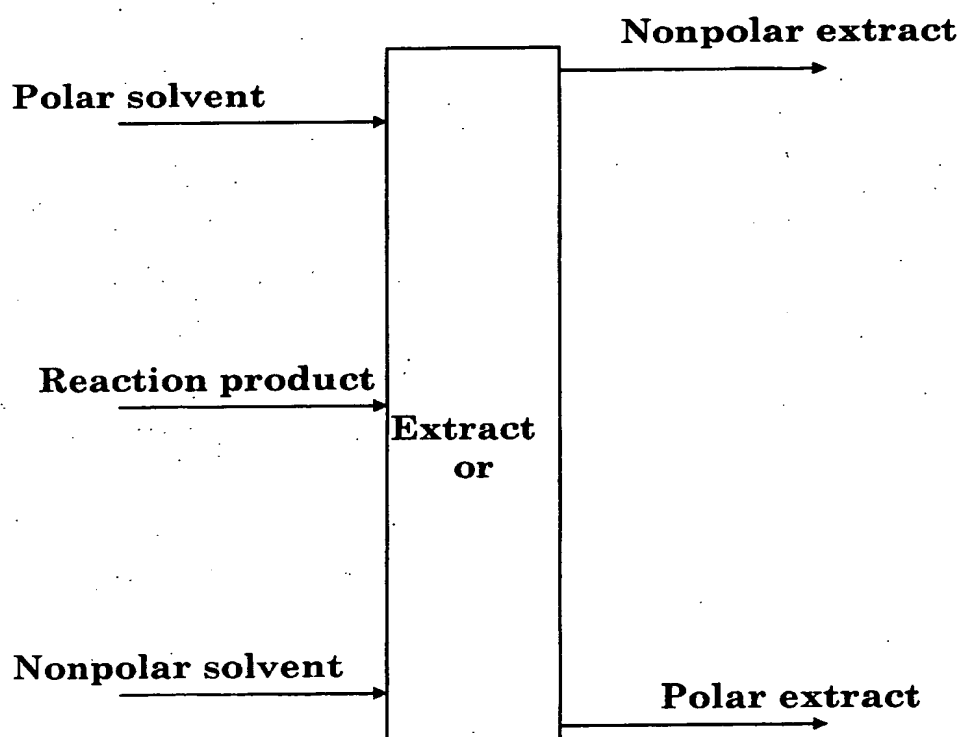 Nonpolar extract
Polar solvent
Reaction product
Extract
or
Nonpolar solvent
Polar extract